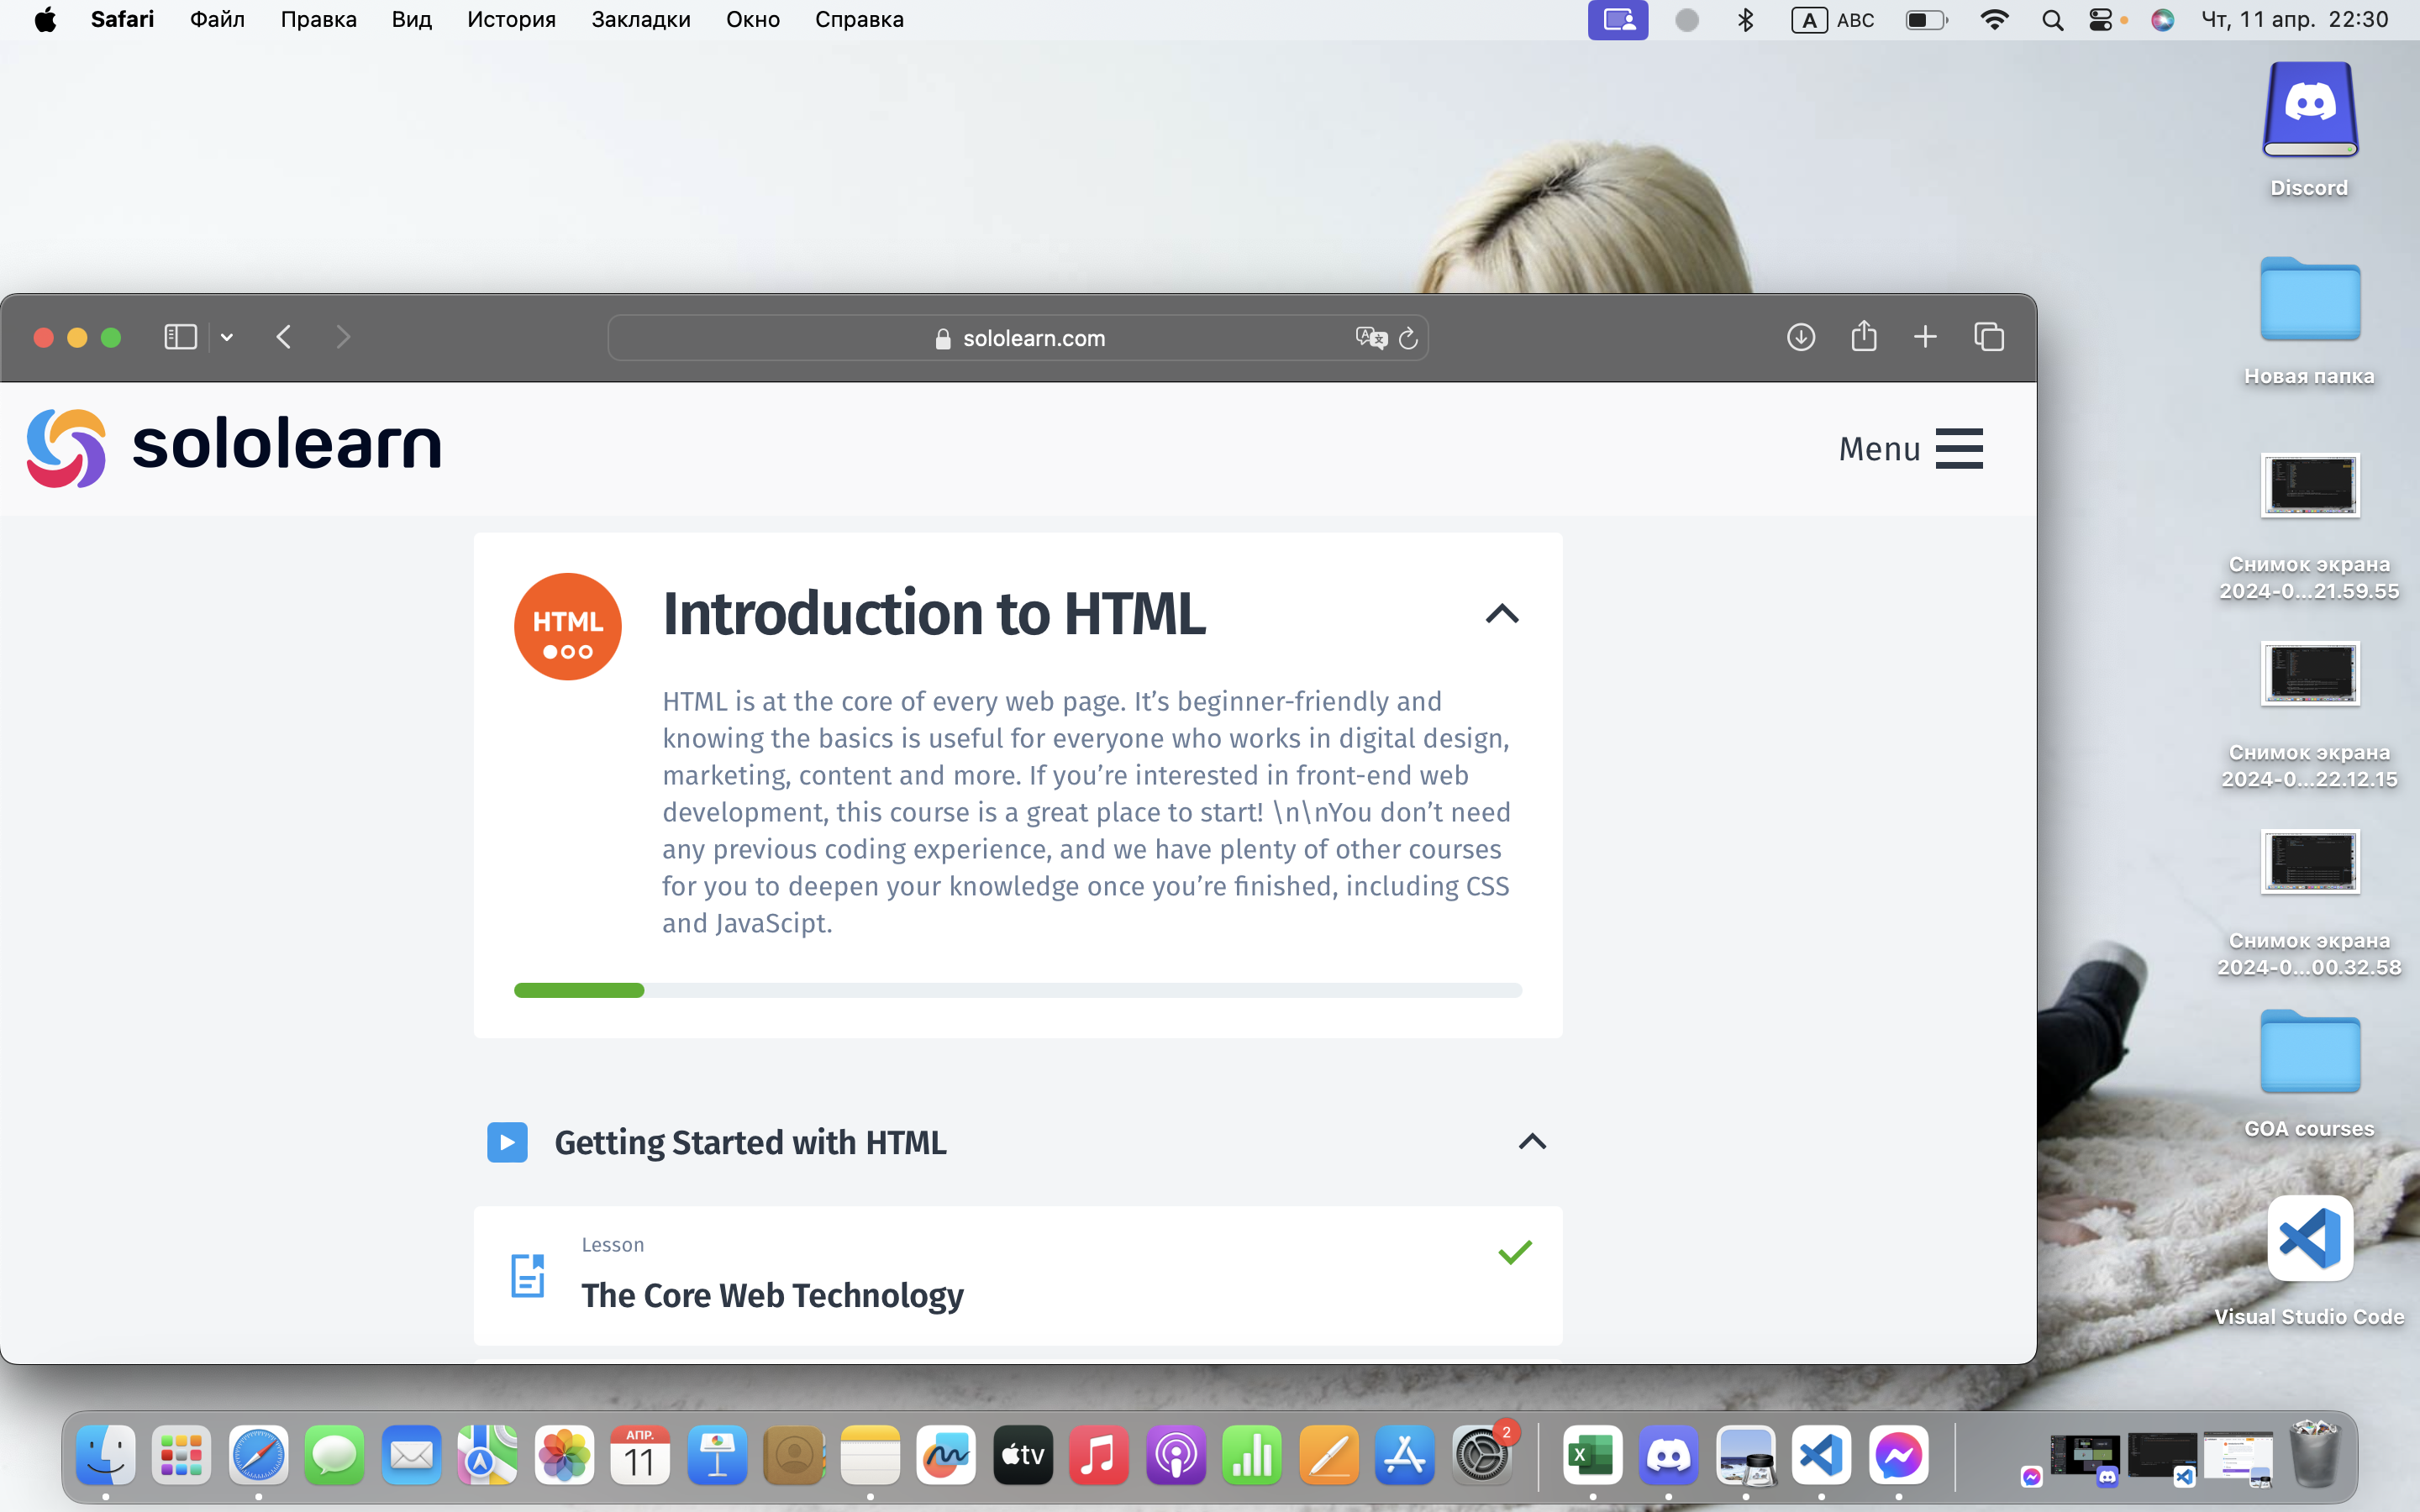 Safari Файл Правка Вид История Закладки Окно Справка
A ABC
Чт, 11 апр. 22:30
Discord
Новая папка
Снимок экрана
2024-0...21.59.55
Снимок экрана
2024-0...22.12.15
Снимок экрана
2024-0...00.32.58
GOA courses
Visual Studio Code
sololearn.com
sololearn
Menu
HTML
Introduction to HTML
HTML is at the core of every web page. It’s beginner-friendly and
knowing the basics is useful for everyone who works in digital design,
marketing, content and more. If you’re interested in front-end web
development, this course is a great place to start! \n\nYou don’t need
any previous coding experience, and we have plenty of other courses
for you to deepen your knowledge once you’re finished, including CSS
and JavaScipt.
Getting Started with HTML
Lesson
The Core Web Technology
АПР.
11
tv
2
X